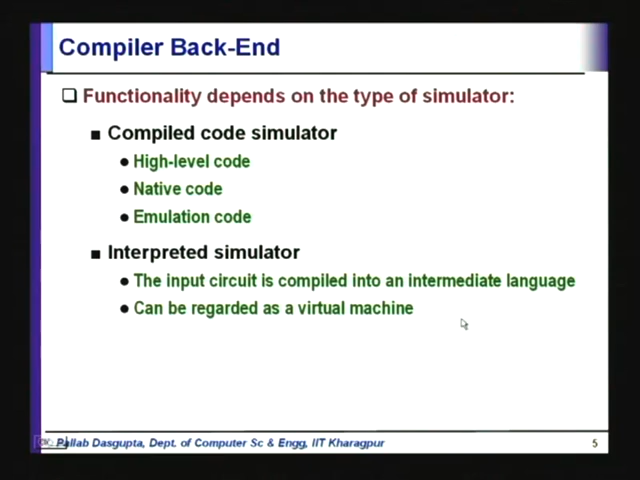 Compiler Back-End
Functionality depends on the type of simulator:
Compiled code simulator
High-level code
Native code
Emulation code
Interpreted simulator
The input circuit is compiled into an intermediate language
Can be regarded as a virtual machine
Pallab Dasgupta, Dept. of Computer Sc & Engg, IIT Kharagpur
5